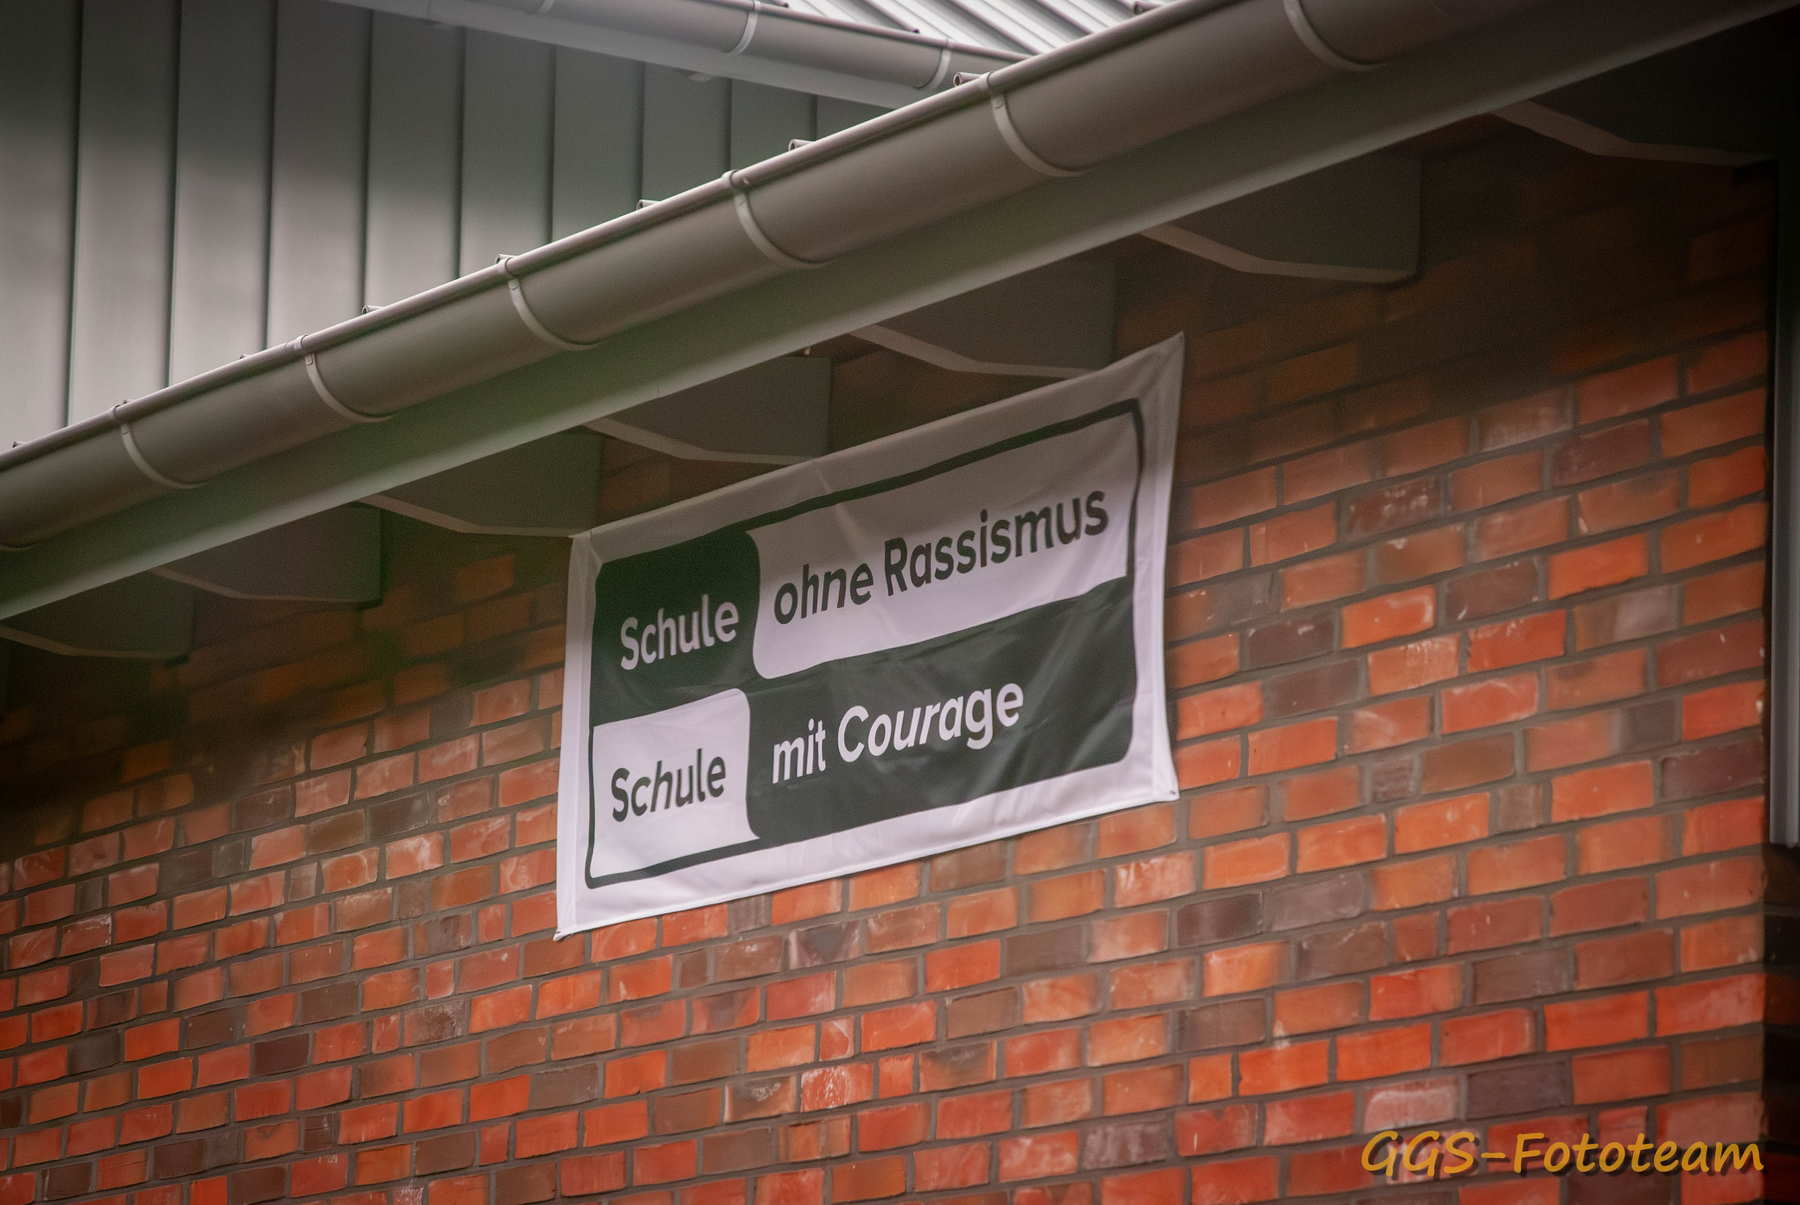 Schule ohne Rassismus
Schule mit Courage
GGS-Fototeam